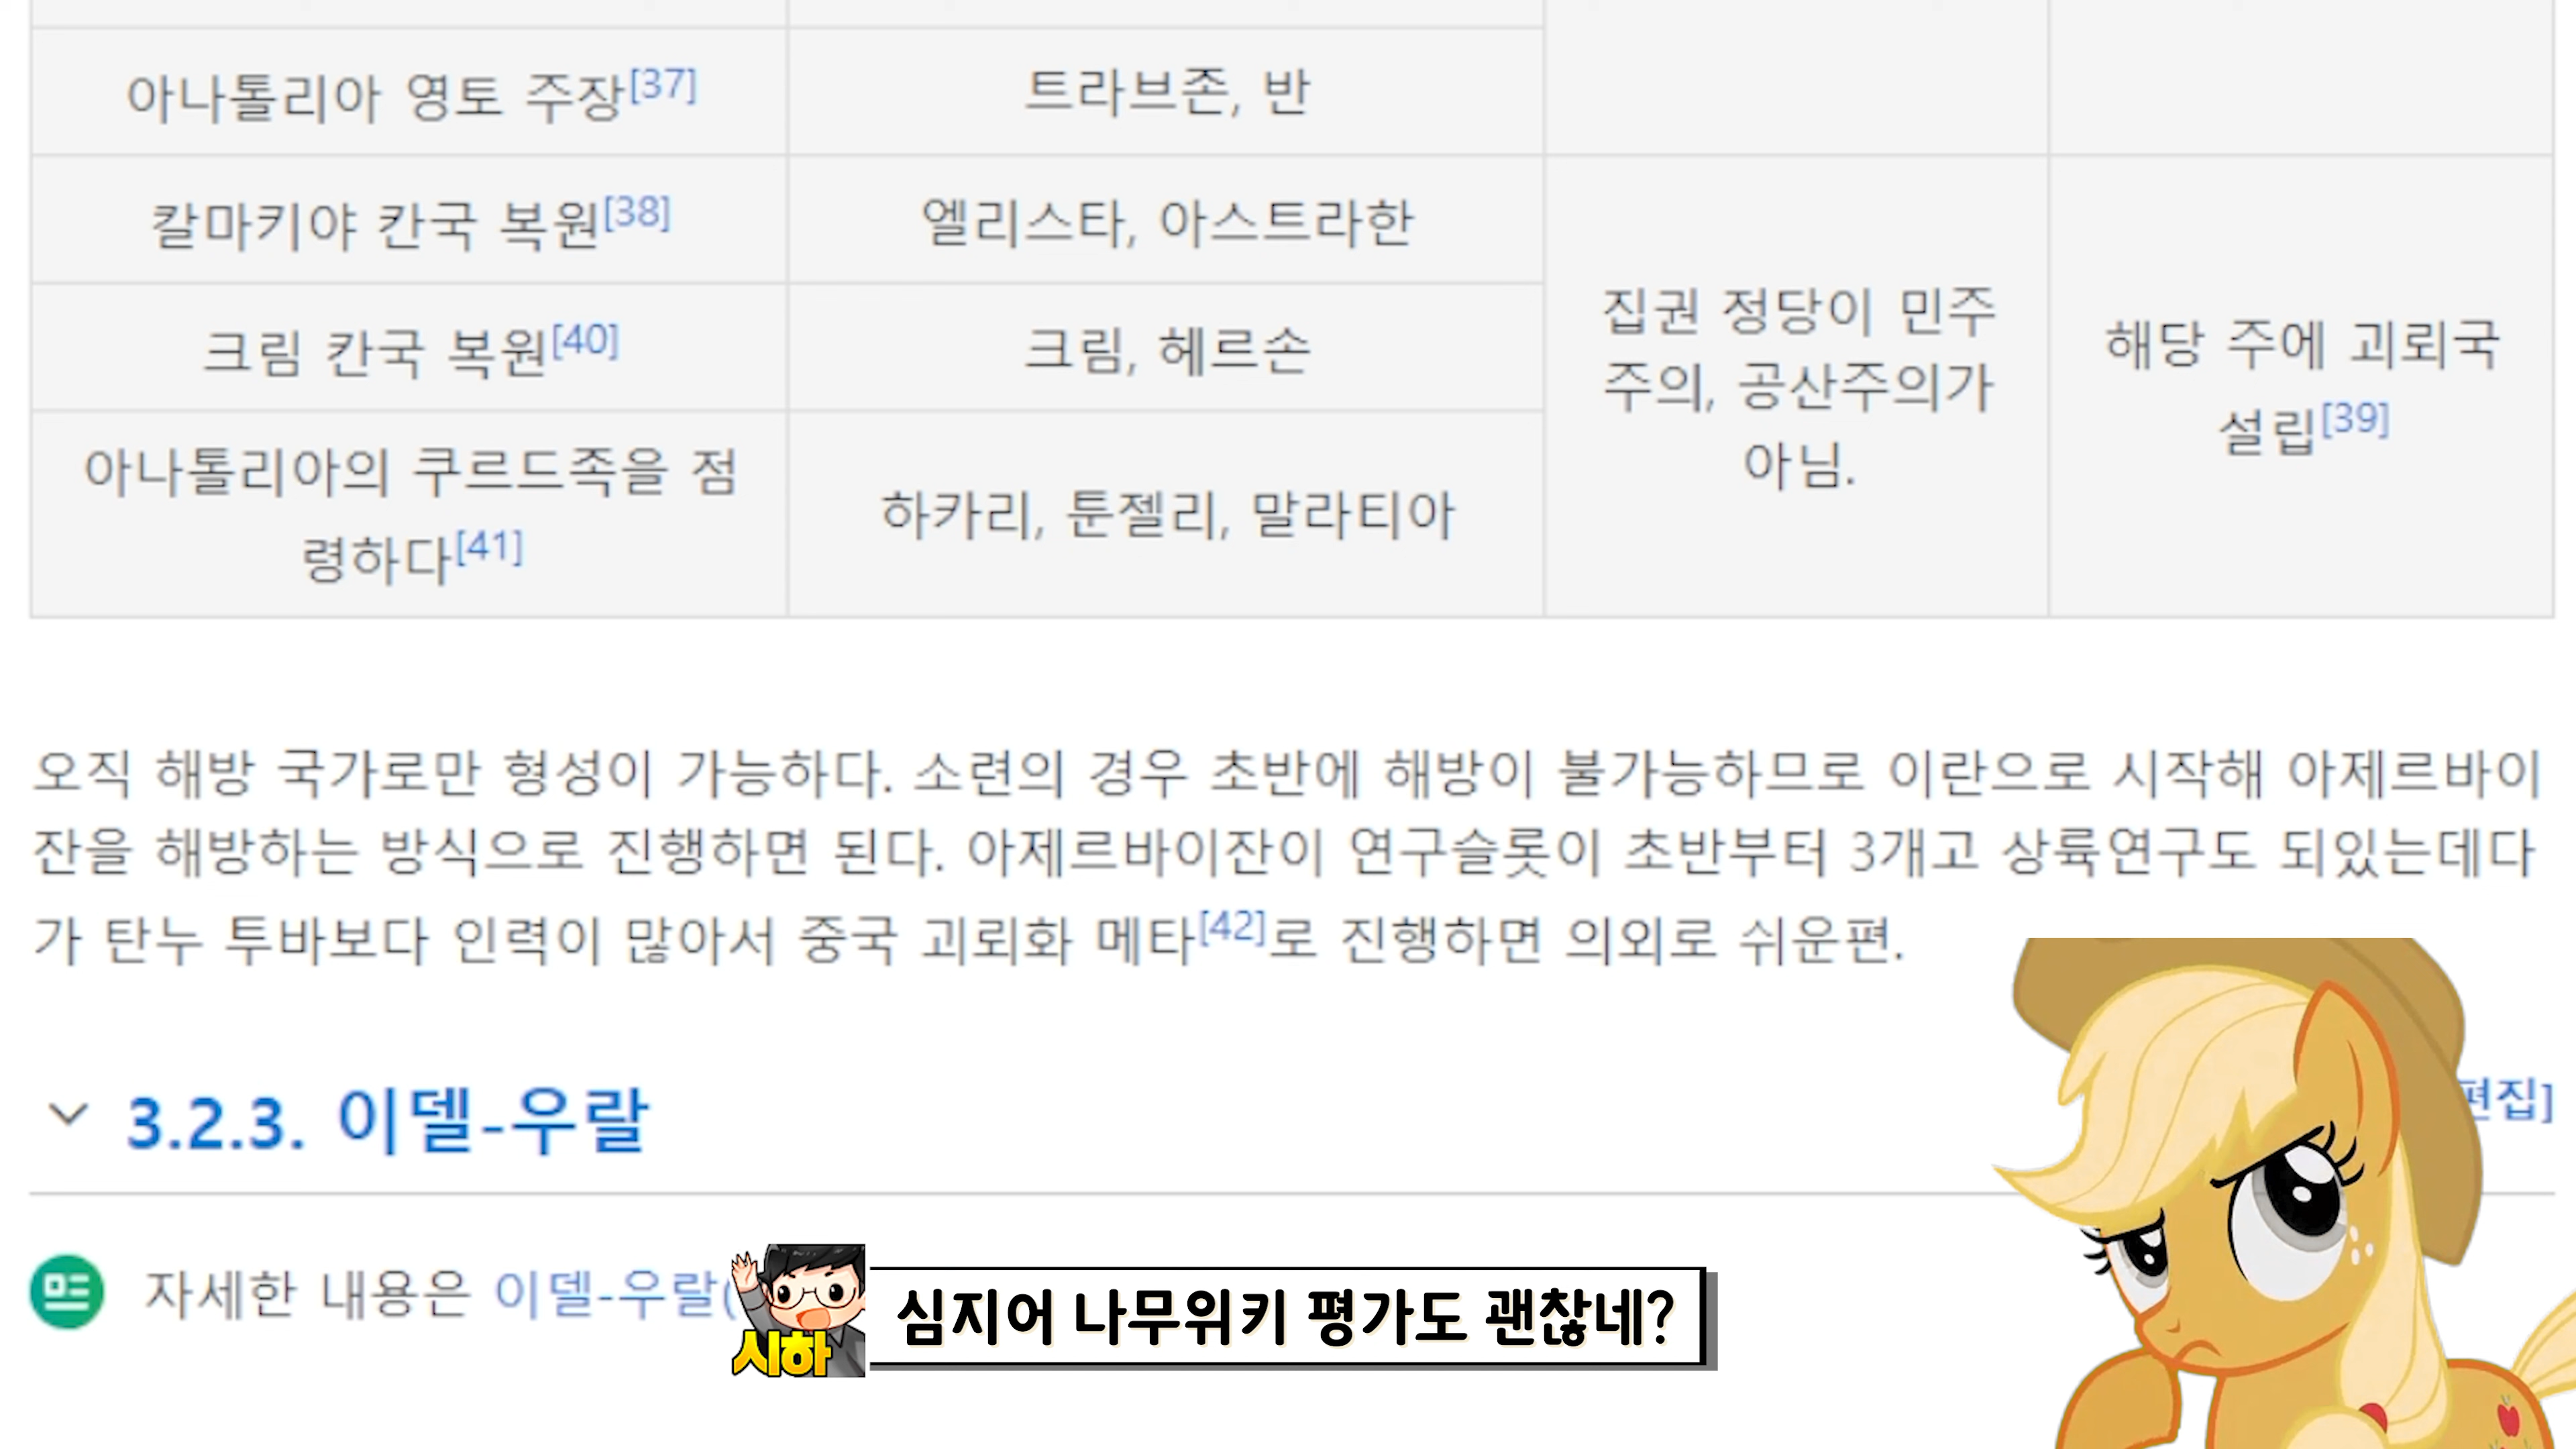 아나톨리아 영토 주장[37]
트라브존, 반
칼마키야 칸국 복원[38]
엘리스타, 아스트라한
크림 칸국 복원[40]
크림, 헤르손
아나톨리아의 쿠르드족을 점
령하다[41]
하카리, 툰젤리, 말라티아
집권 정당이 민주
주의, 공산주의가
아님.
해당 주에 괴뢰국
설립[39]
오직 해방 국가로만 형성이 가능하다. 소련의 경우 초반에 해방이 불가능하므로 이란으로 시작해 아제르바이
잔을 해방하는 방식으로 진행하면 된다. 아제르바이잔이 연구슬롯이 초반부터 3개고 상륙연구도 되있는데다
가 탄누 투바보다 인력이 많아서 중국 괴뢰화 메타[42]로 진행하면 의외로 쉬운편.
3.2.3. 이델-우랄
편집]
자세한 내용은 이델-우랄(
시하
심지어 나무위키 평가도 괜찮네?